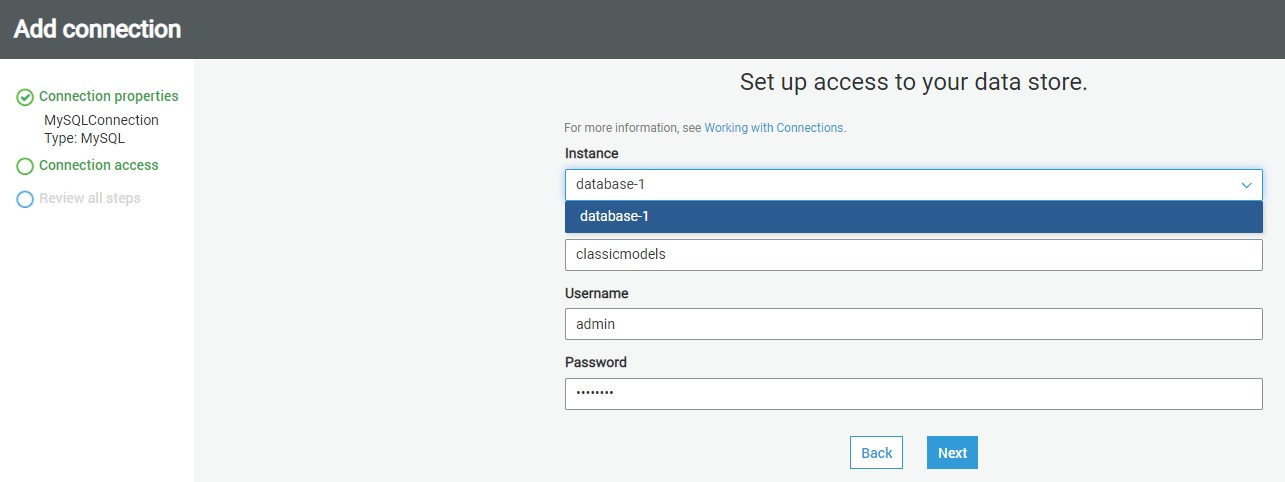 Add connection
Connection properties
MySQLConnection
Type: MySQL
Connection access
Review all steps
Set up access to your data store.
For more information, see Working with Connections.
Instance
database-1
database-1
classicmodels
Username
admin
Password
••••••••
Back
Next